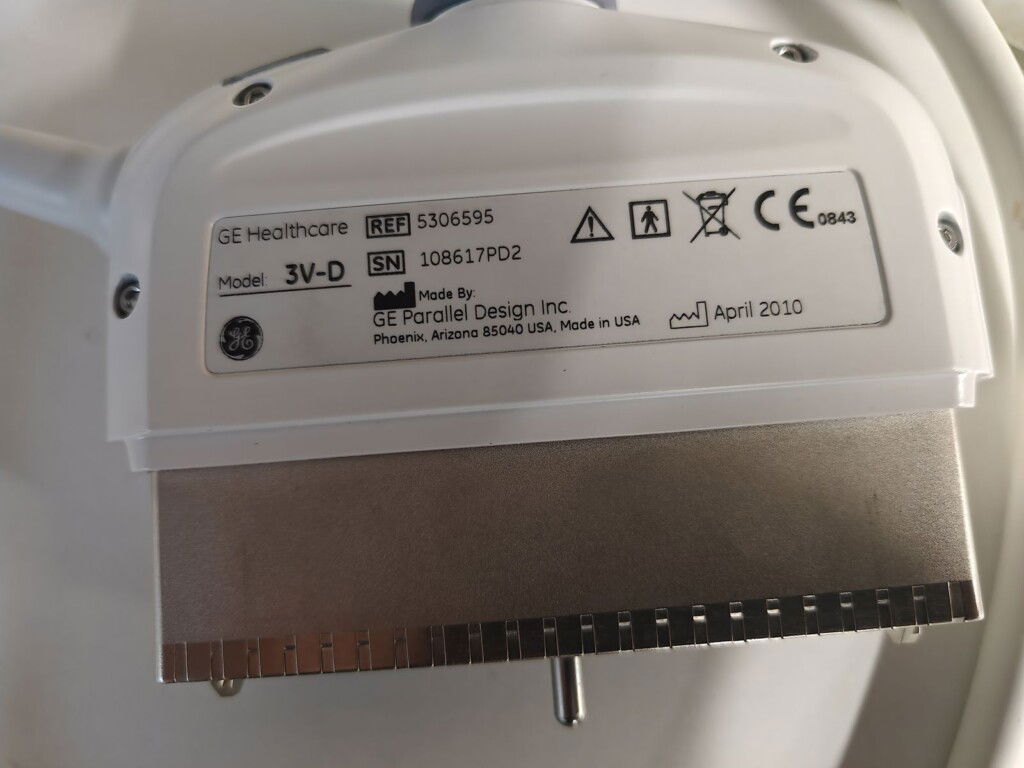 GE Healthcare
REF 5306595
Model: 3V-D
SN 108617PD2
Made By:
GE Parallel Design Inc.
Phoenix, Arizona 85040 USA, Made in USA
April 2010
CE 0843
GE